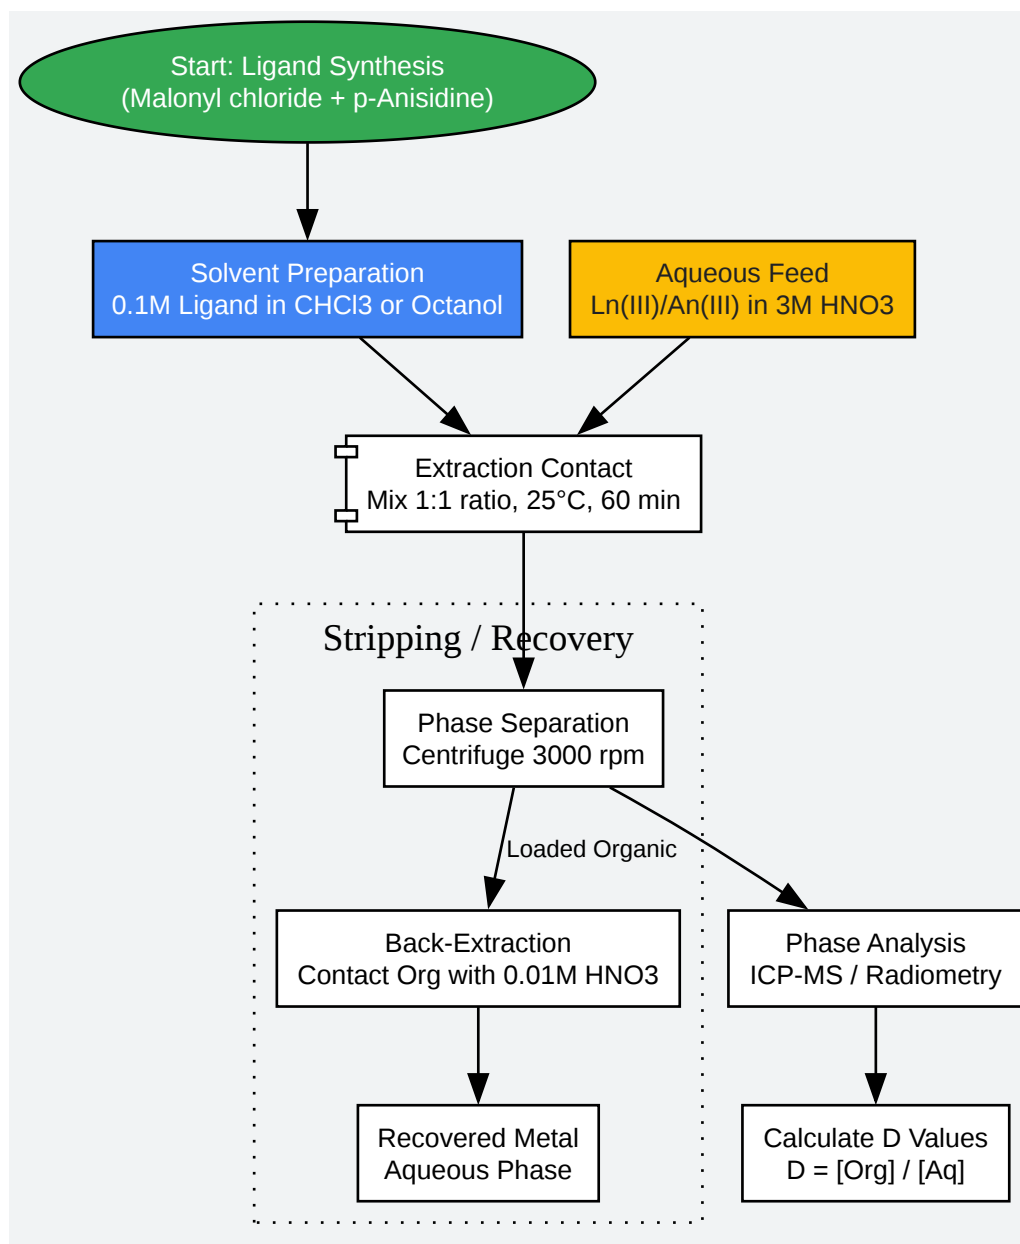 Start: Ligand Synthesis
(Malonyl chloride + p-Anisidine)
Solvent Preparation
0.1M Ligand in CHCl3 or Octanol
Aqueous Feed
Ln(III)/An(III) in 3M HNO3
Extraction Contact
Mix 1:1 ratio, 25°C, 60 min
Stripping / Recovery
Phase Separation
Centrifuge 3000 rpm
Loaded Organic
Back-Extraction
Contact Org with 0.01M HNO3
Phase Analysis
ICP-MS / Radiometry
Recovered Metal
Aqueous Phase
Calculate D Values
D = [Org] / [Aq]